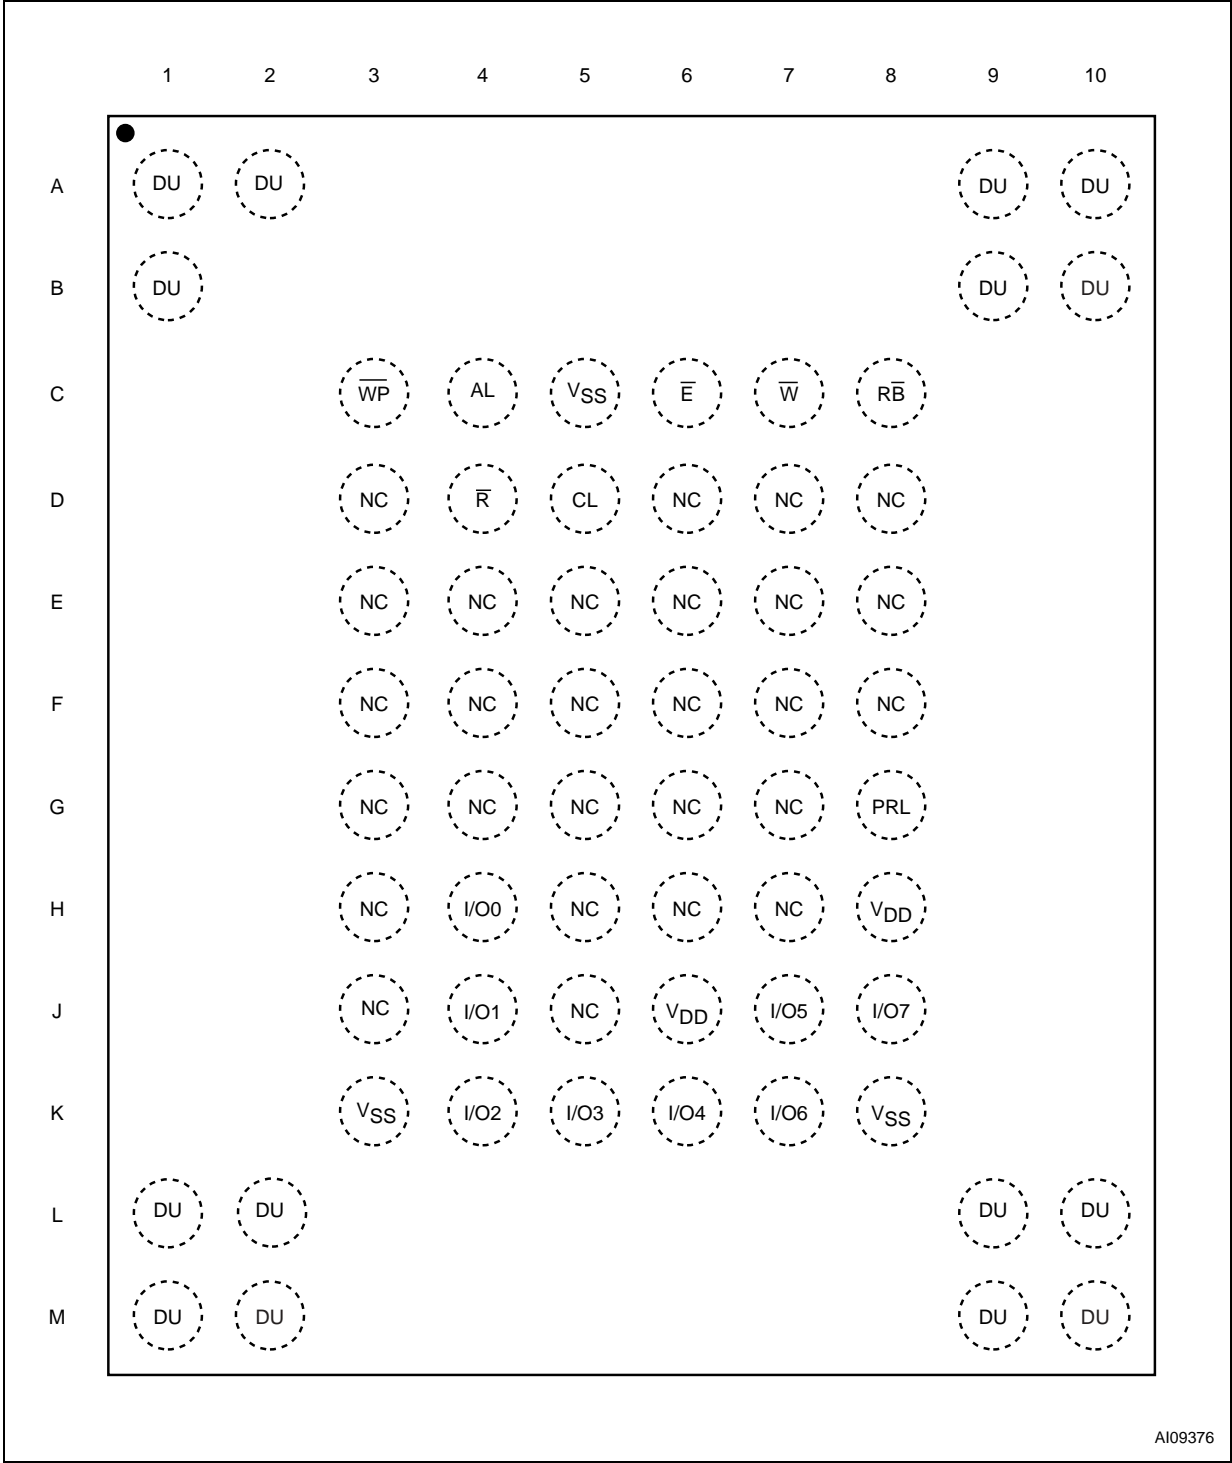 1 2 3 4 5 6 7 8 9 10
A DU DU DU DU
B DU DU DU
C W̅P̅ AL VSS E̅ W̅ RB̅
D NC R̅ CL NC NC NC
E NC NC NC NC NC NC
F NC NC NC NC NC NC
G NC NC NC NC NC PRL
H NC I/O0 NC NC NC VDD
J NC I/O1 NC VDD I/O5 I/O7
K VSS I/O2 I/O3 I/O4 I/O6 VSS
L DU DU DU DU
M DU DU DU DU
AI09376